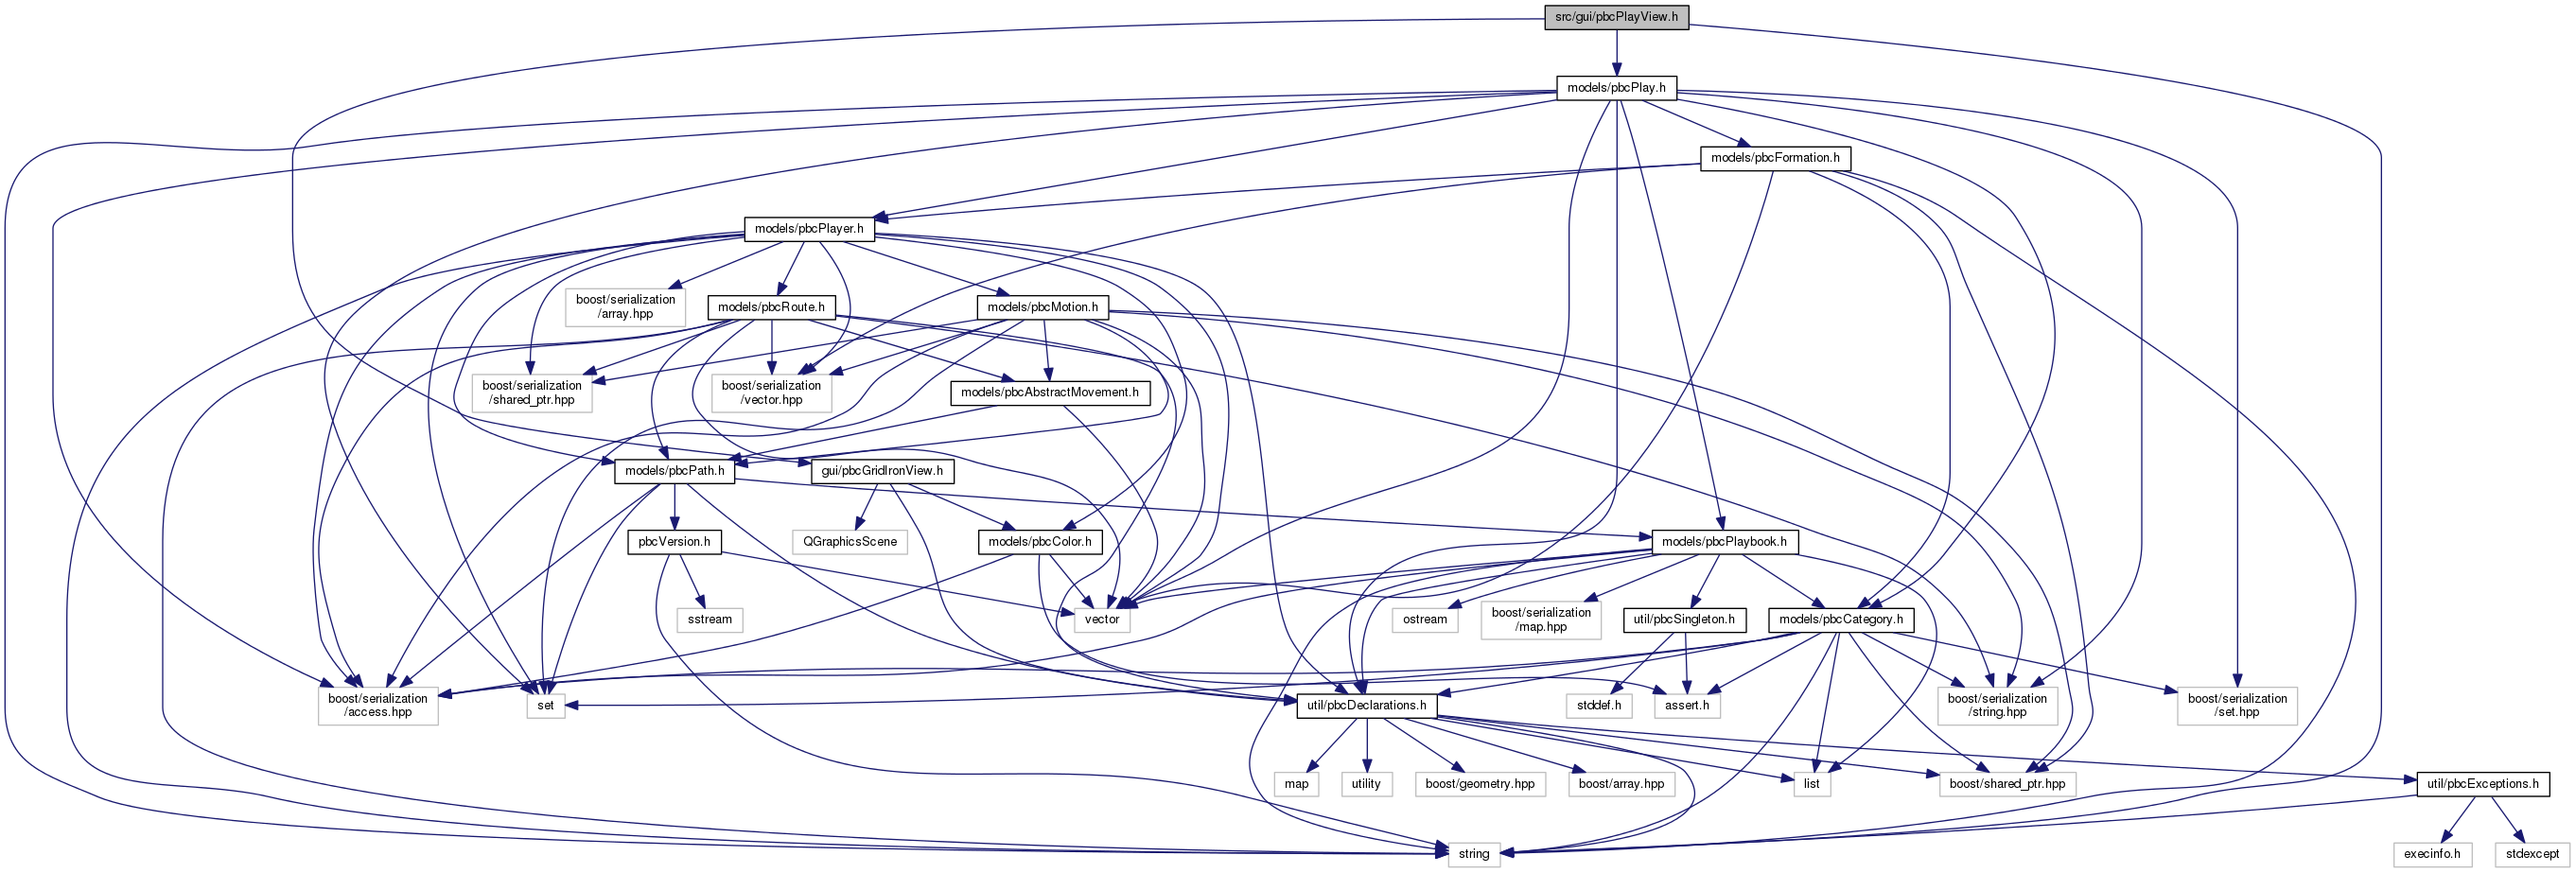 src/gui/pbcPlayView.h
models/pbcPlay.h
models/pbcFormation.h
models/pbcPlayer.h
boost/serialization
/array.hpp
models/pbcRoute.h
models/pbcMotion.h
boost/serialization
/shared_ptr.hpp
boost/serialization
/vector.hpp
models/pbcAbstractMovement.h
models/pbcPath.h
gui/pbcGridIronView.h
pbcVersion.h
QGraphicsScene
models/pbcColor.h
models/pbcPlaybook.h
sstream
vector
ostream
boost/serialization
/map.hpp
util/pbcSingleton.h
models/pbcCategory.h
boost/serialization
/access.hpp
set
util/pbcDeclarations.h
stddef.h
assert.h
boost/serialization
/string.hpp
boost/serialization
/set.hpp
map
utility
boost/geometry.hpp
boost/array.hpp
list
boost/shared_ptr.hpp
util/pbcExceptions.h
string
execinfo.h
stdexcept